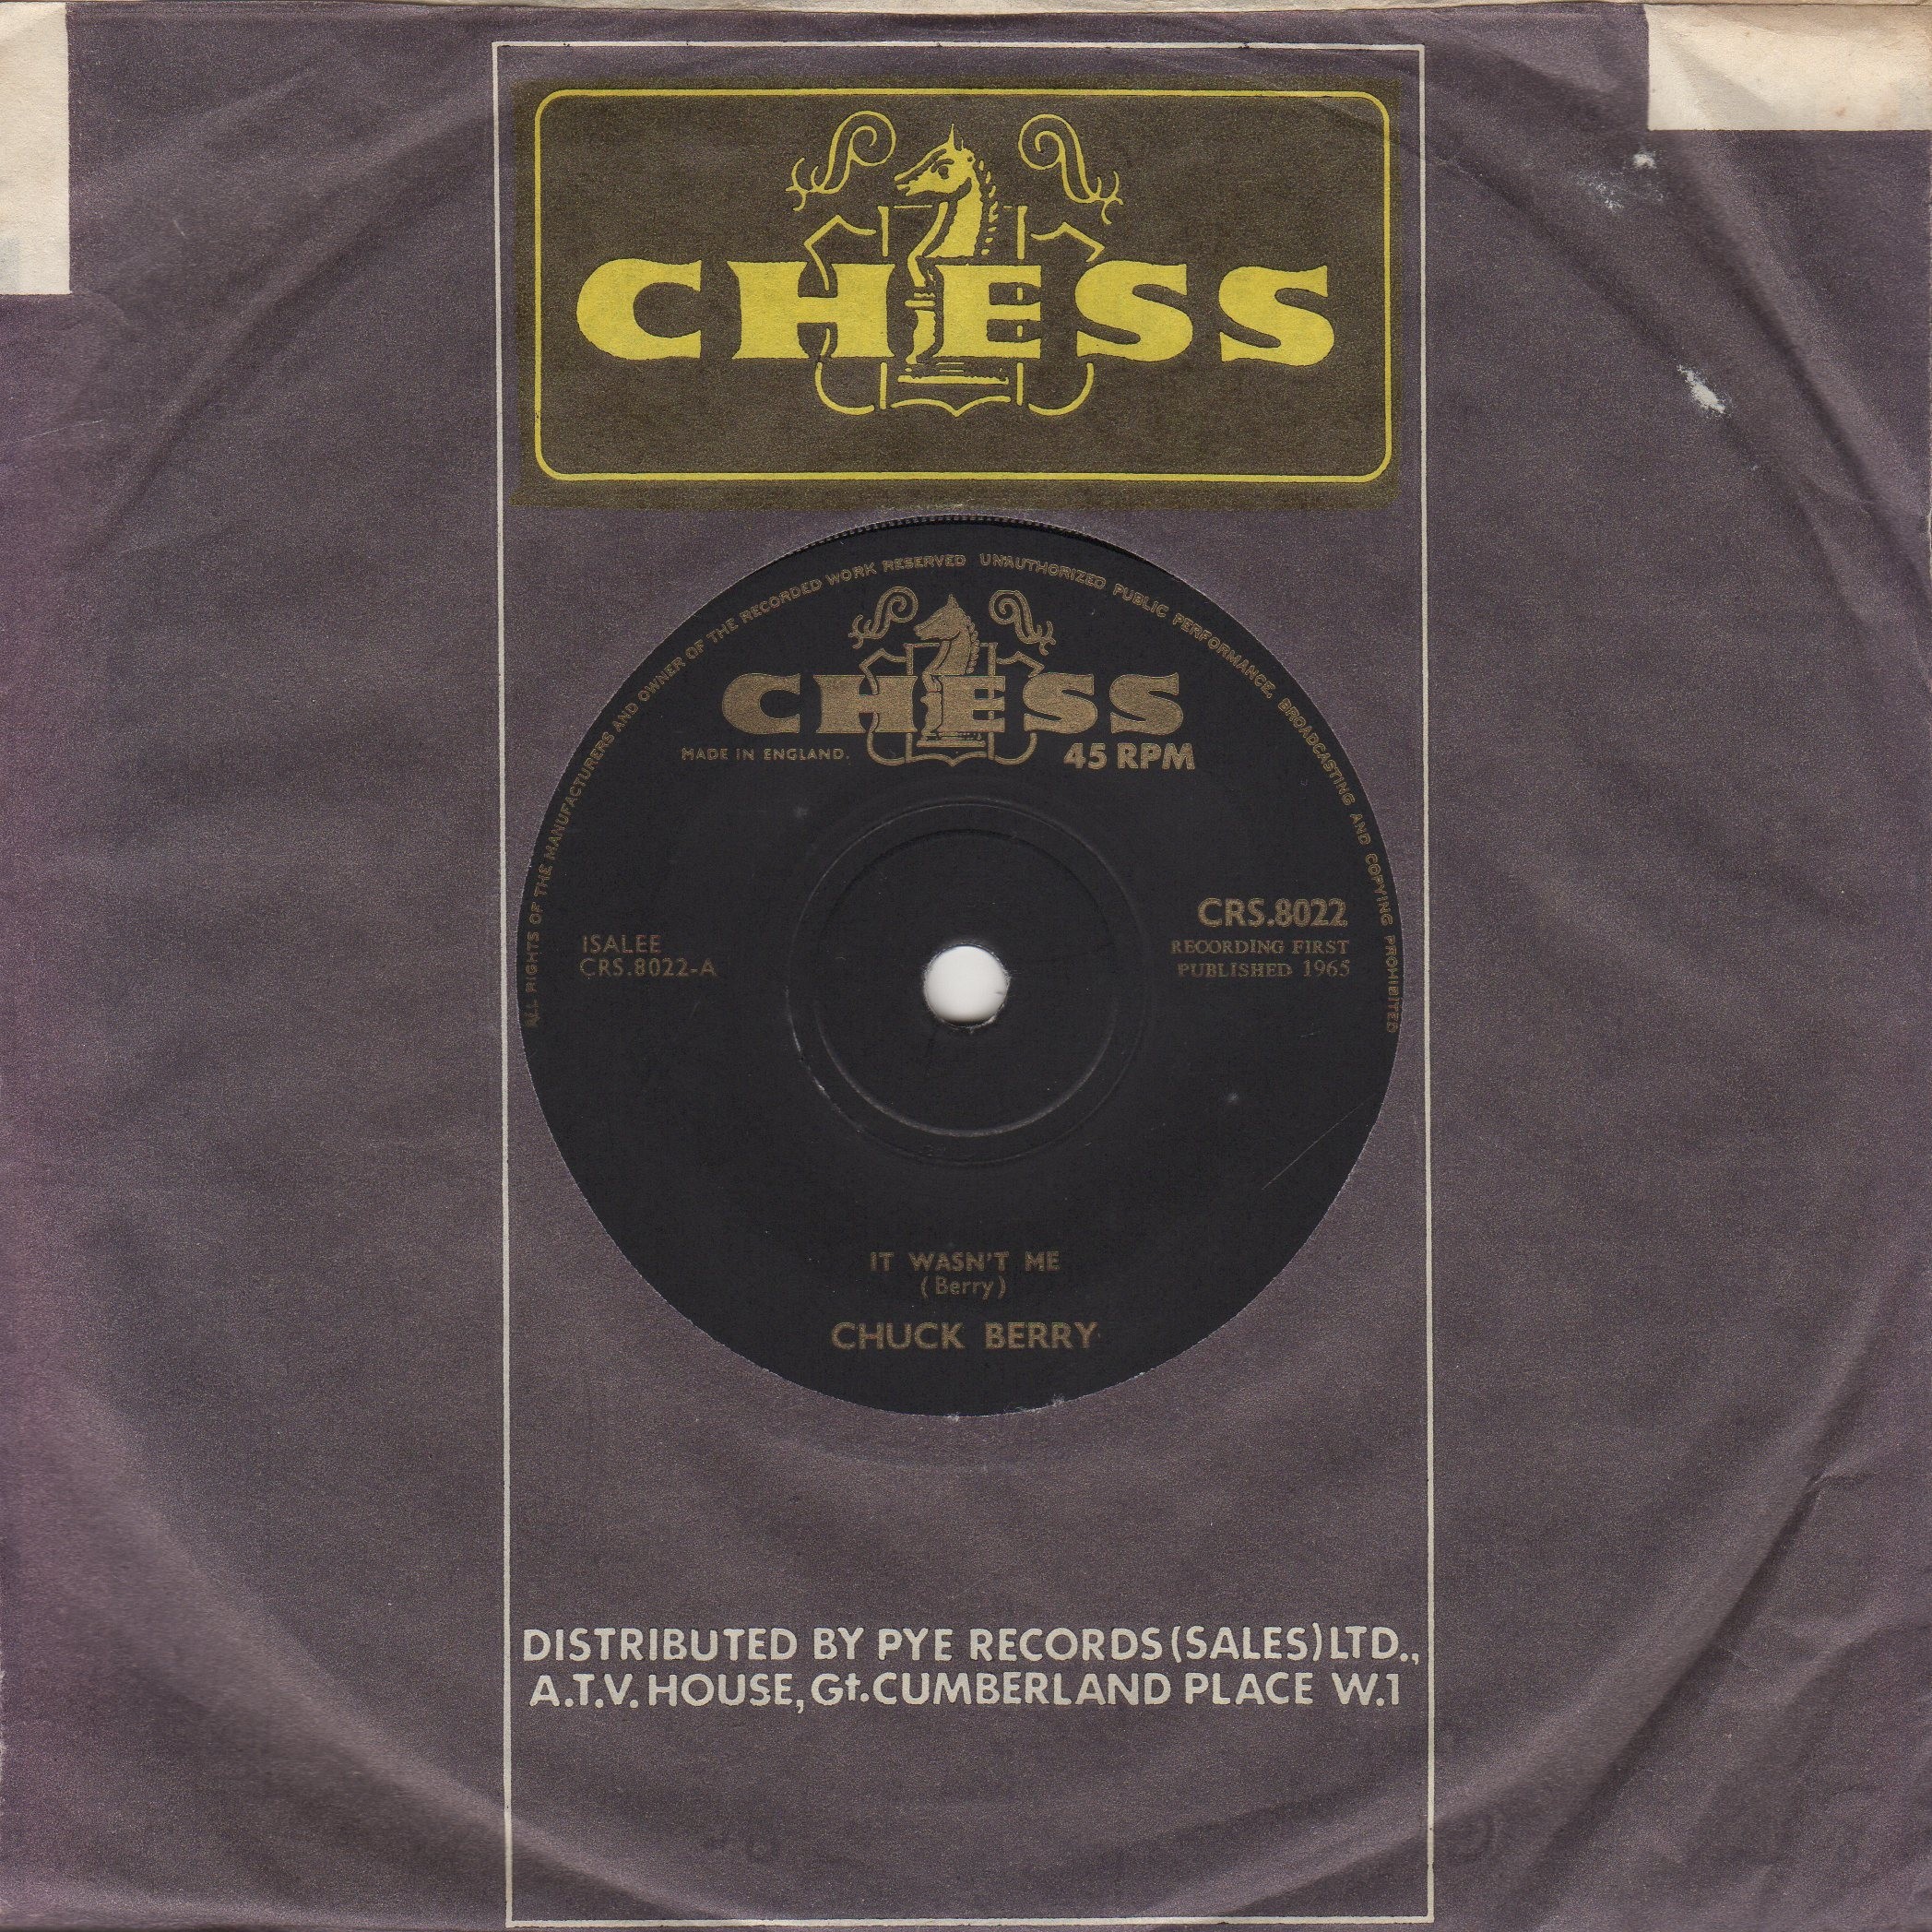 CHESS
ALL RIGHTS OF THE MANUFACTURERS AND OWNER OF THE RECORDED WORK RESERVED UNAUTHORIZED PUBLIC PERFORMANCE, BROADCASTING AND COPYING PROHIBITED
CHESS
MADE IN ENGLAND. 45 RPM
CRS.8022
ISALEE
CRS.8022-A
RECORDING FIRST
PUBLISHED 1965
IT WASN'T ME
(Berry)
CHUCK BERRY
DISTRIBUTED BY PYE RECORDS (SALES) LTD.,
A.T.V. HOUSE, Gt. CUMBERLAND PLACE W.1